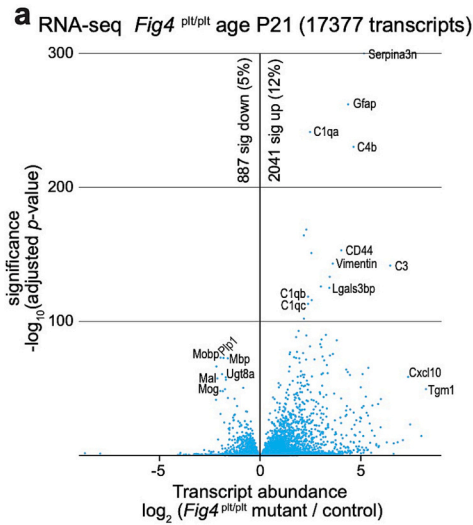 a RNA-seq Fig4 plt/plt age P21 (17377 transcripts)
300
Serpina3n
887 sig down (5%)
2041 sig up (12%)
Gfap
C1qa
C4b
200
CD44
Vimentin
C3
C1qb
Lgals3bp
C1qc
100
Mobp
Plp1
Mbp
Mal
Ugt8a
Mog
Cxcl10
Tgm1
0
significance
-log10(adjusted p-value)
-5
0
5
Transcript abundance
log2 (Fig4 plt/plt mutant / control)